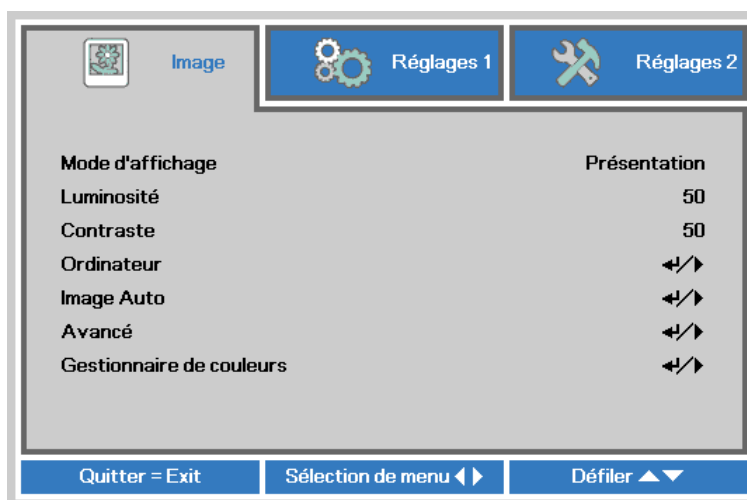 Image
Réglages 1
Réglages 2
Mode d'affichage Présentation
Luminosité 50
Contraste 50
Ordinateur ↵/▶
Image Auto ↵/▶
Avancé ↵/▶
Gestionnaire de couleurs ↵/▶
Quitter = Exit
Sélection de menu ◀ ▶
Défiler ▲▼